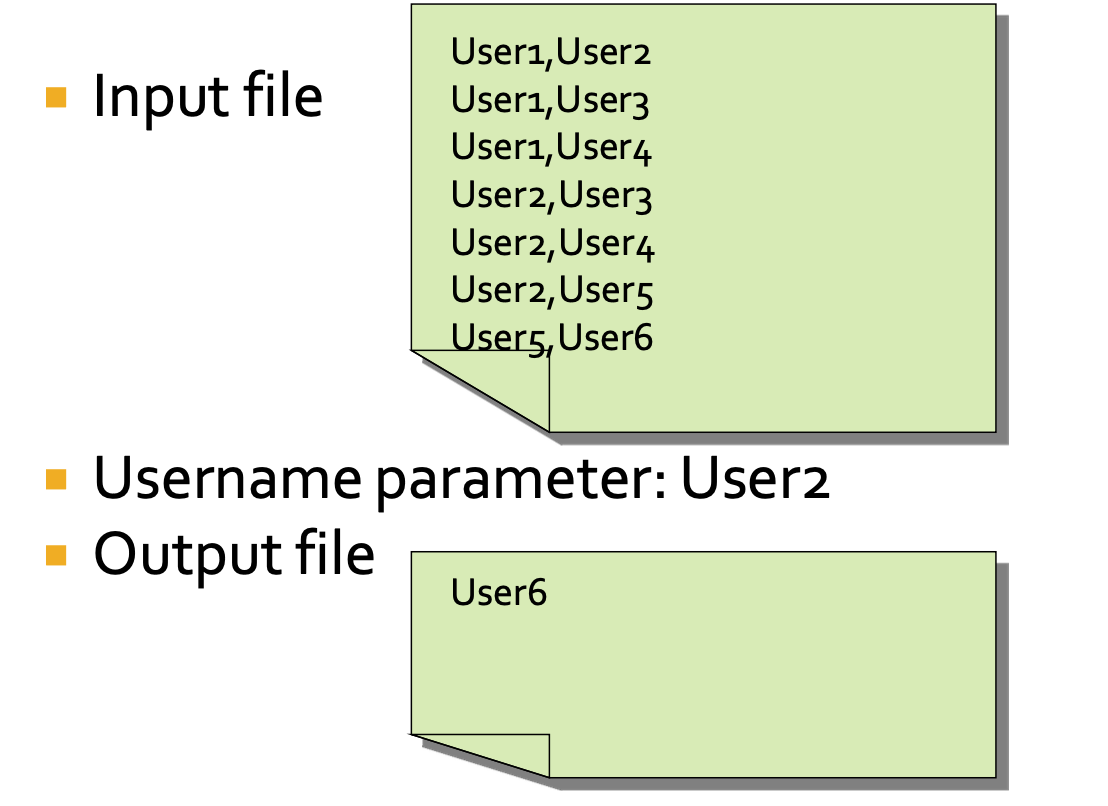 Input file
User1,User2
User1,User3
User1,User4
User2,User3
User2,User4
User2,User5
User5,User6
Username parameter: User2
Output file
User6